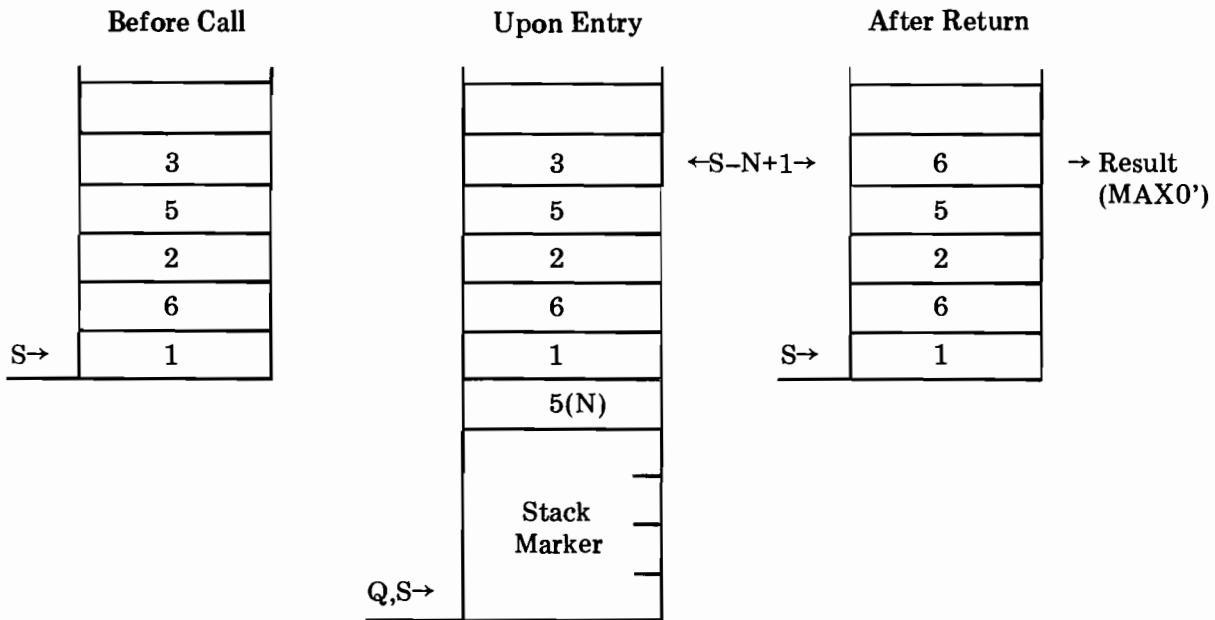 Before Call Upon Entry After Return
3 3 ←S–N+1→ 6 → Result
(MAX0’)
5 5 5
2 2 2
6 6 6
S→ 1 1 S→ 1
5(N)
Stack
Marker
Q,S→